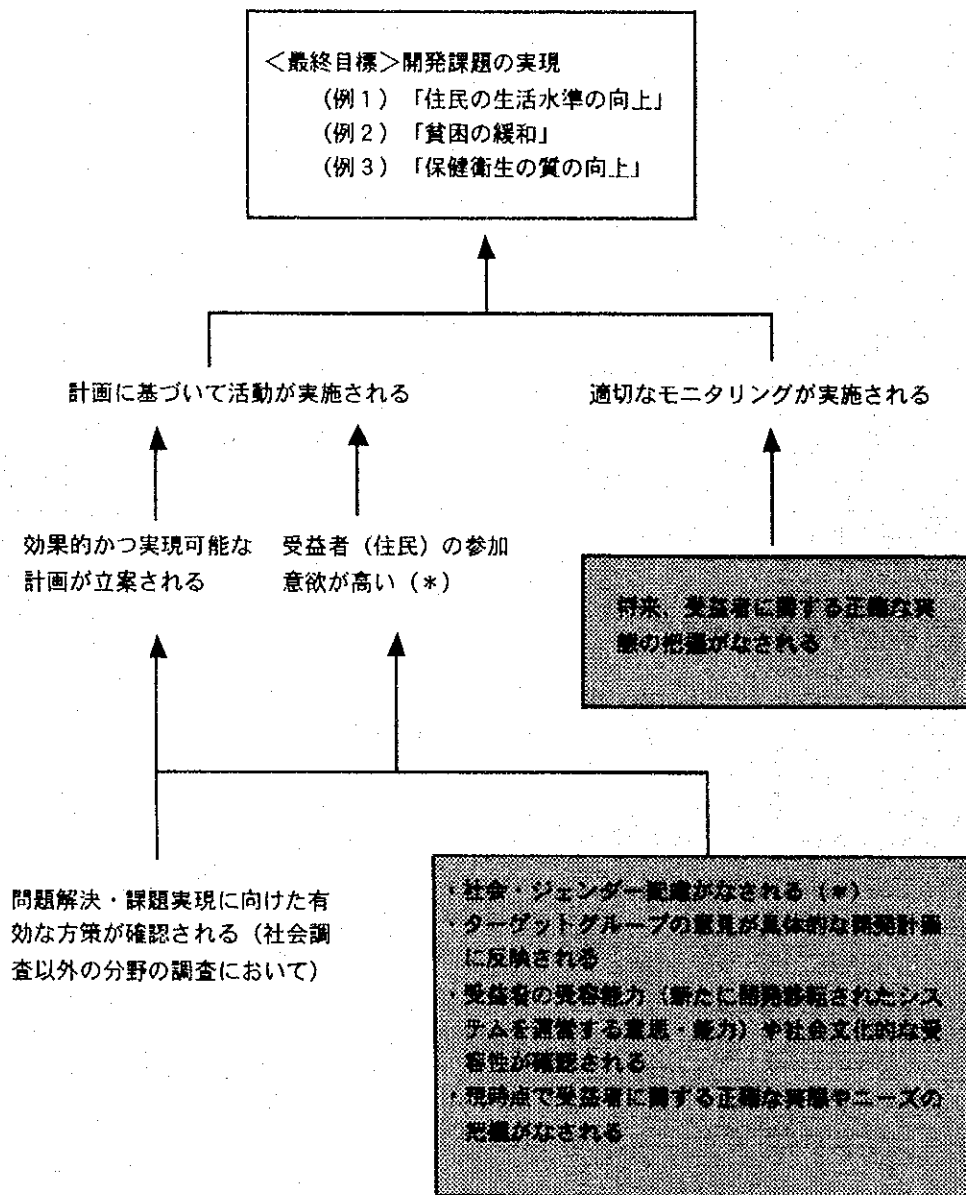 ＜最終目標＞開発課題の実現
（例１）「住民の生活水準の向上」
（例２）「貧困の緩和」
（例３）「保健衛生の質の向上」
計画に基づいて活動が実施される
適切なモニタリングが実施される
効果的かつ実現可能な
計画が立案される
受益者（住民）の参加
意欲が高い（＊）
将来、受益者に関する正確な実
態の把握がなされる
問題解決・課題実現に向けた有
効な方策が確認される（社会調
査以外の分野の調査において）
・社会・ジェンダー配慮がなされる（＊）
・ターゲットグループの意見が具体的な開発計画
に反映される
・受益者の受容能力（新たに開発移転されたシス
テムを運営する意思・能力）や社会文化的な受
容性が確認される
・現時点で受益者に関する正確な実態やニーズの
把握がなされる